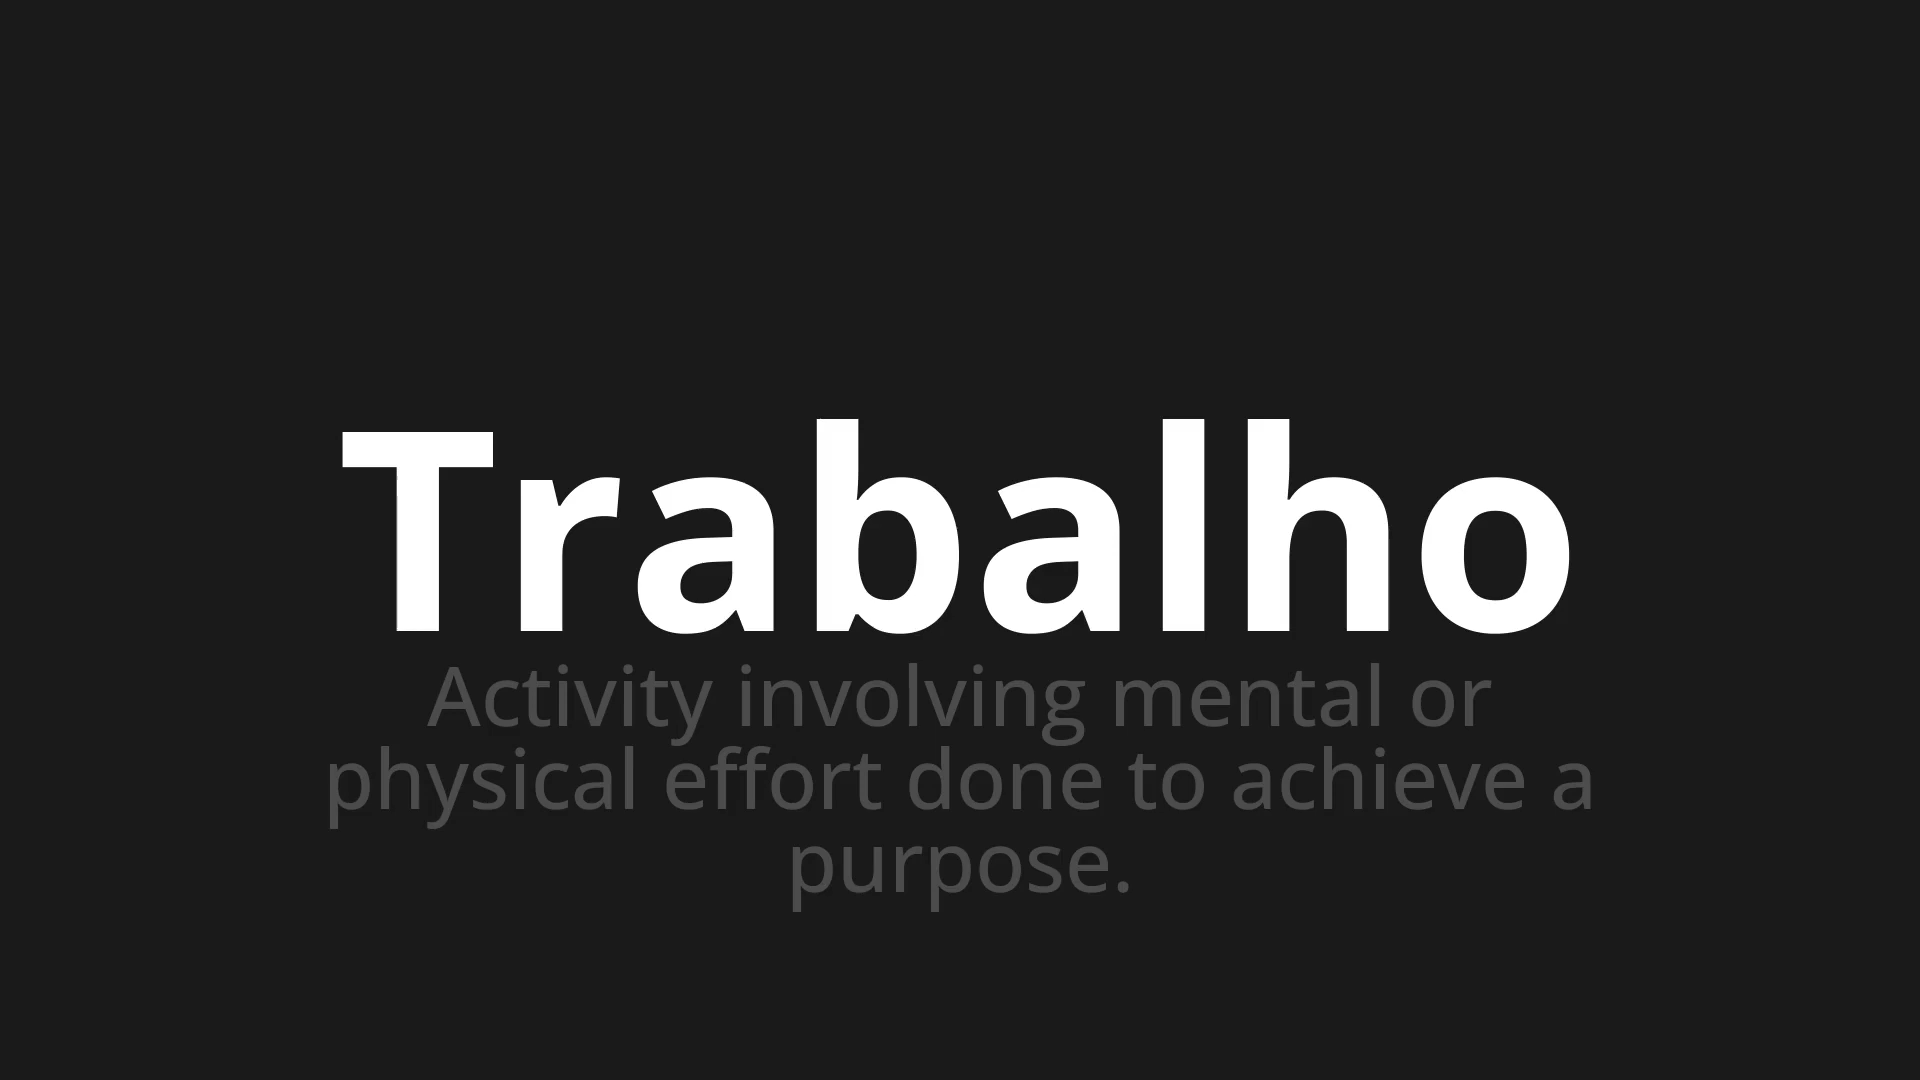 Trabalho
Activity involving mental or
physical effort done to achieve a
purpose.